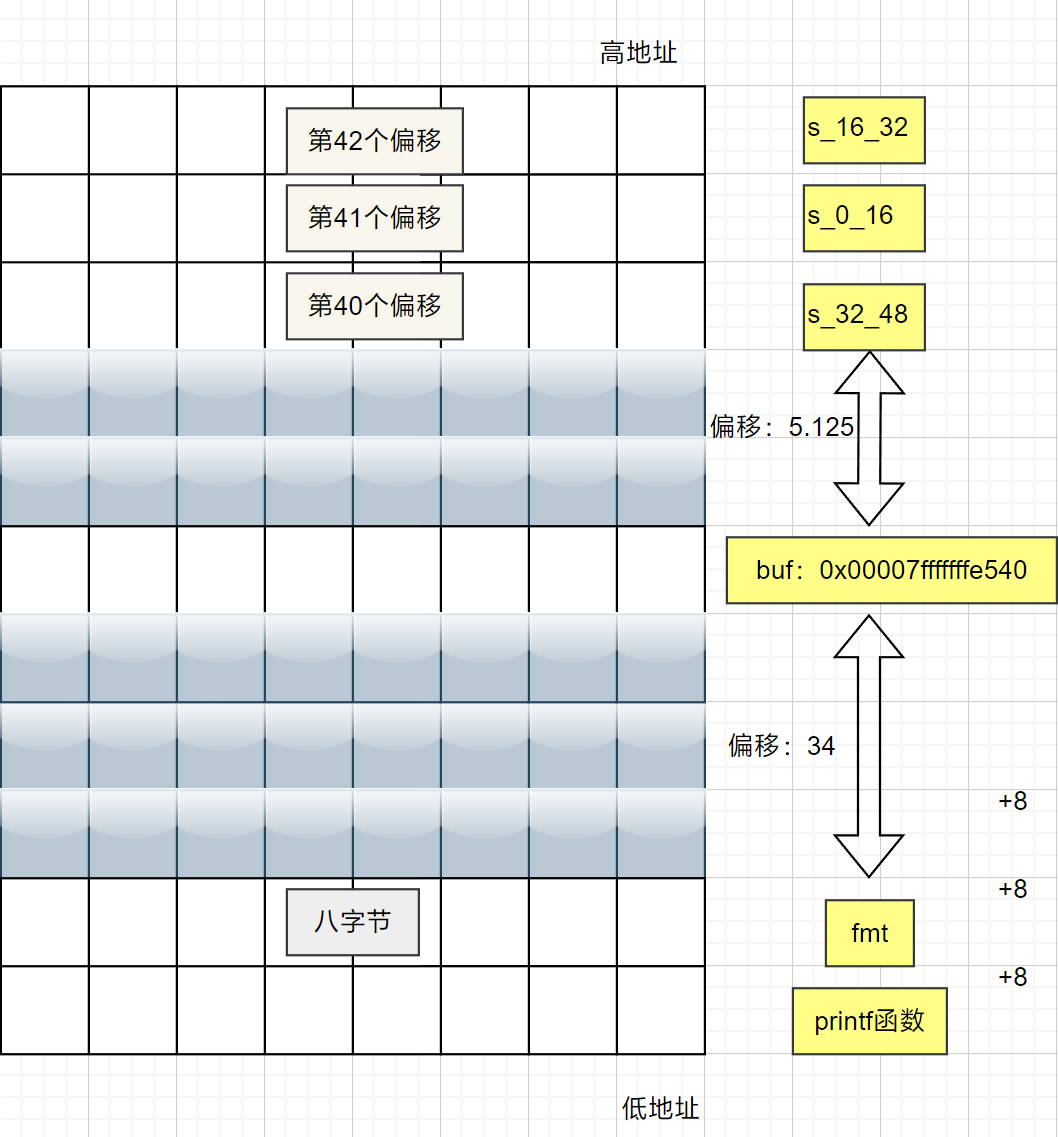 高地址
第42个偏移
s_16_32
第41个偏移
s_0_16
第40个偏移
s_32_48
偏移：5.125
buf：0x00007fffffffe540
偏移：34
+8
+8
八字节
fmt
+8
printf函数
低地址